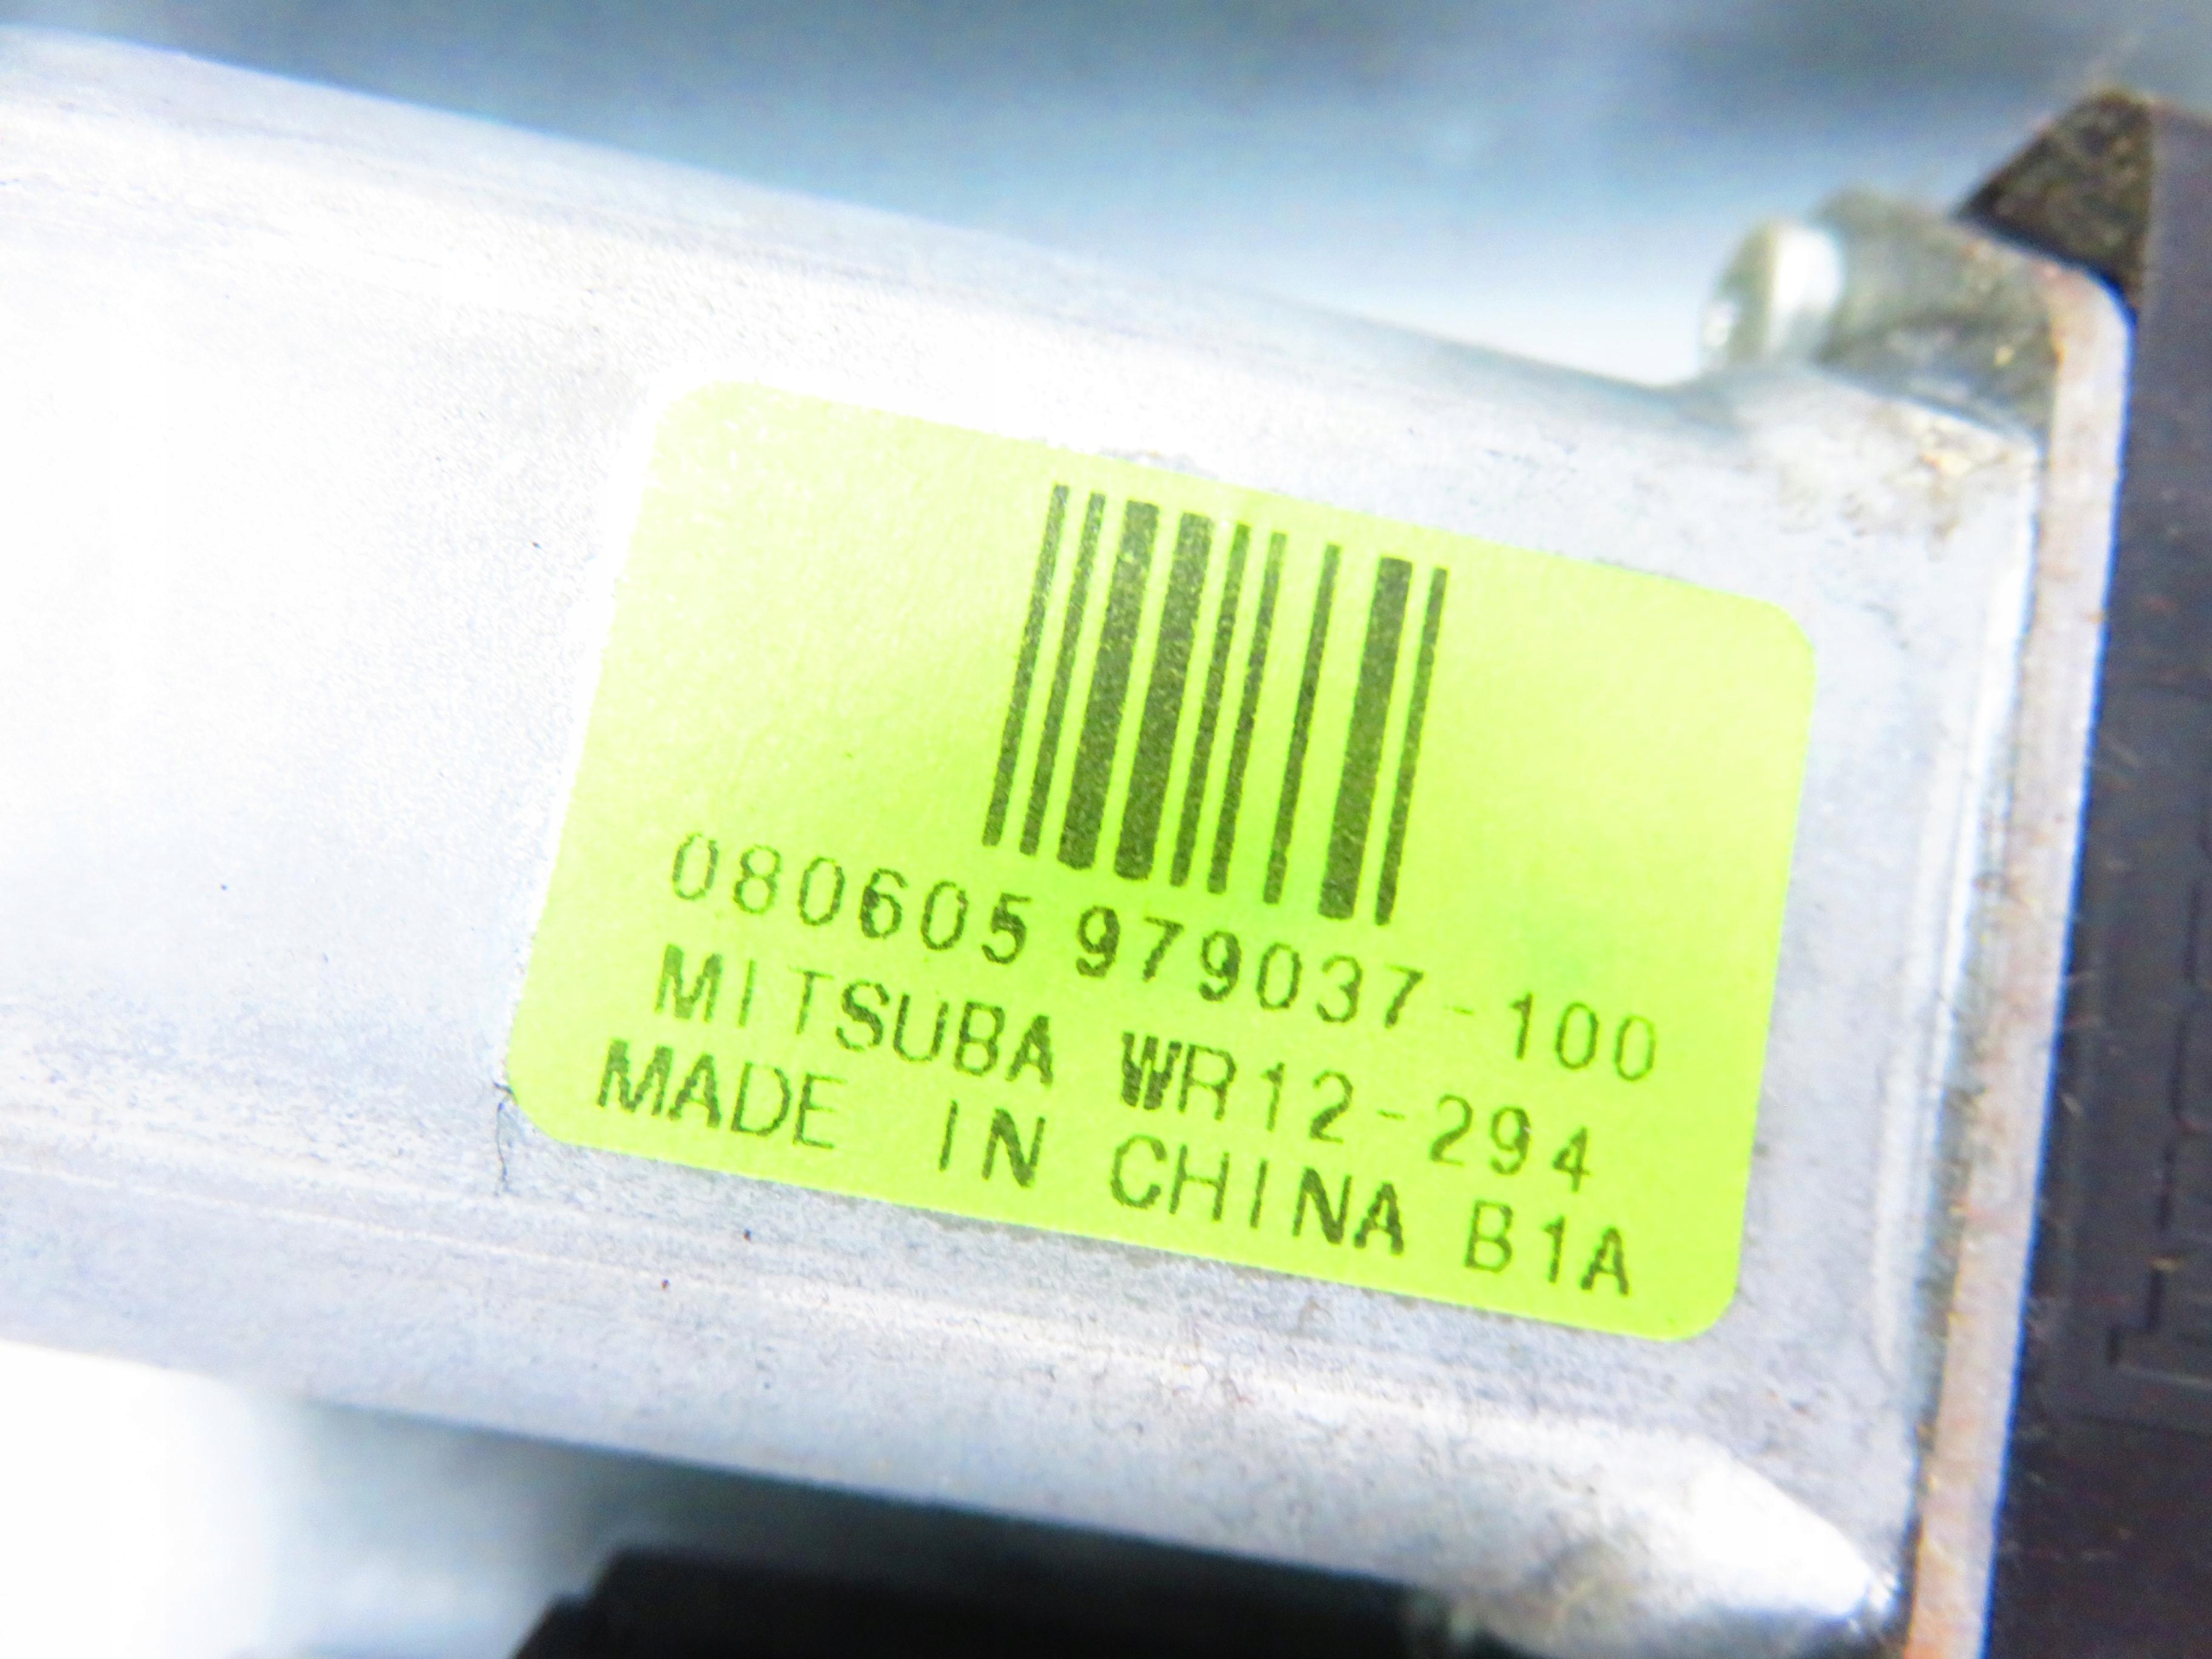 080605 979037-100
MITSUBA WR12-294
MADE IN CHINA B1A